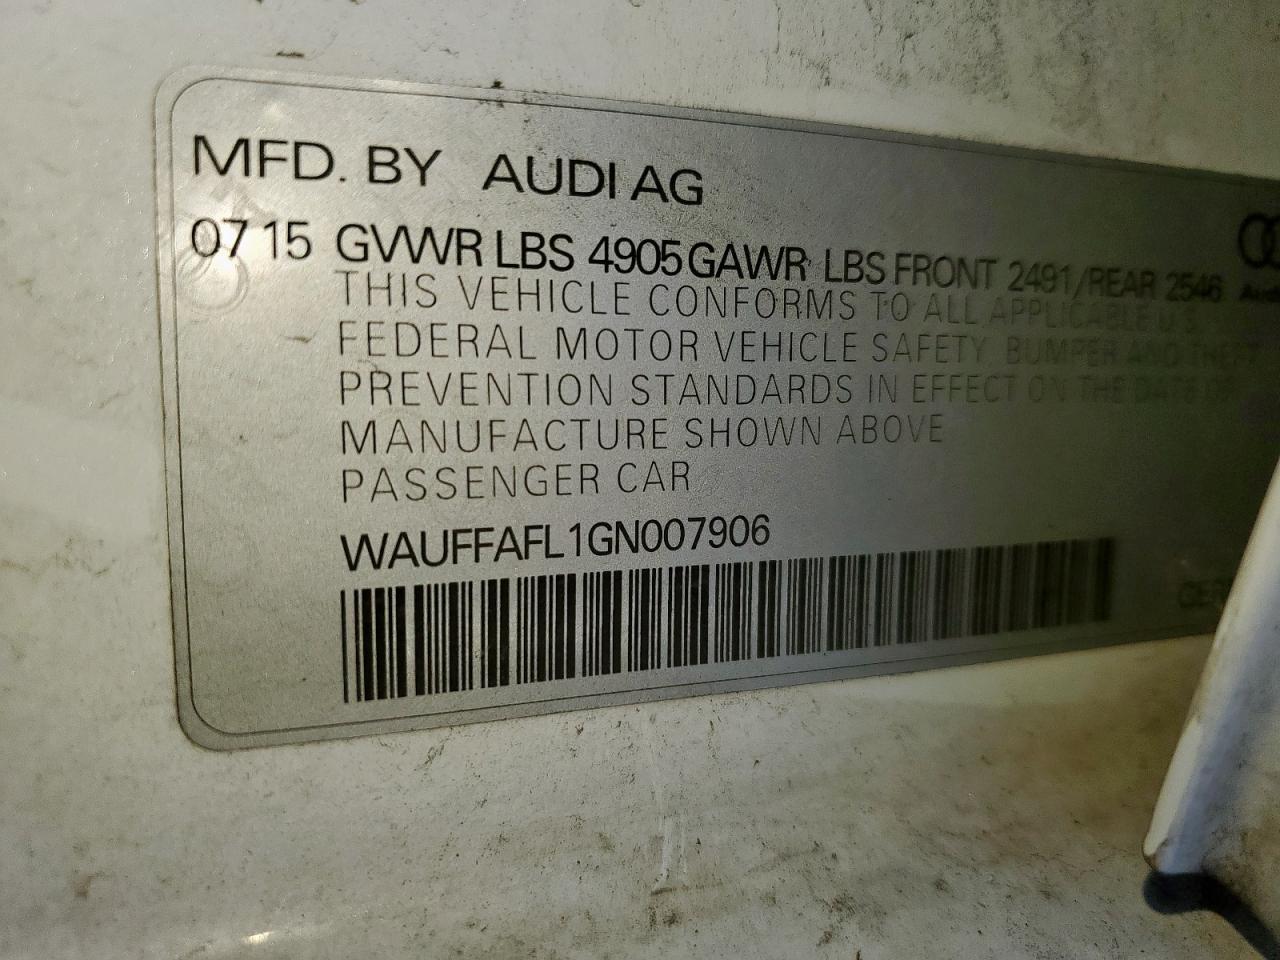 MFD. BY AUDI AG
07 15 GVWR LBS 4905 GAWR LBS FRONT 2491/REAR 2546
THIS VEHICLE CONFORMS TO ALL APPLICABLE U.S.
FEDERAL MOTOR VEHICLE SAFETY BUMPER AND THEFT
PREVENTION STANDARDS IN EFFECT ON THE DATE OF
MANUFACTURE SHOWN ABOVE
PASSENGER CAR
WAUFFAFL1GN007906